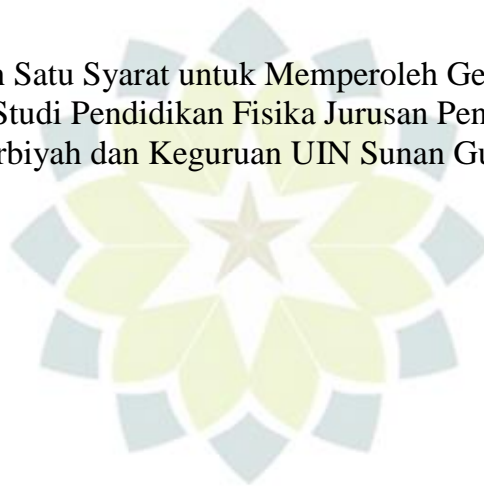 n Satu Syarat untuk Memperoleh Ge
Studi Pendidikan Fisika Jurusan Pen
rbiyah dan Keguruan UIN Sunan Gu